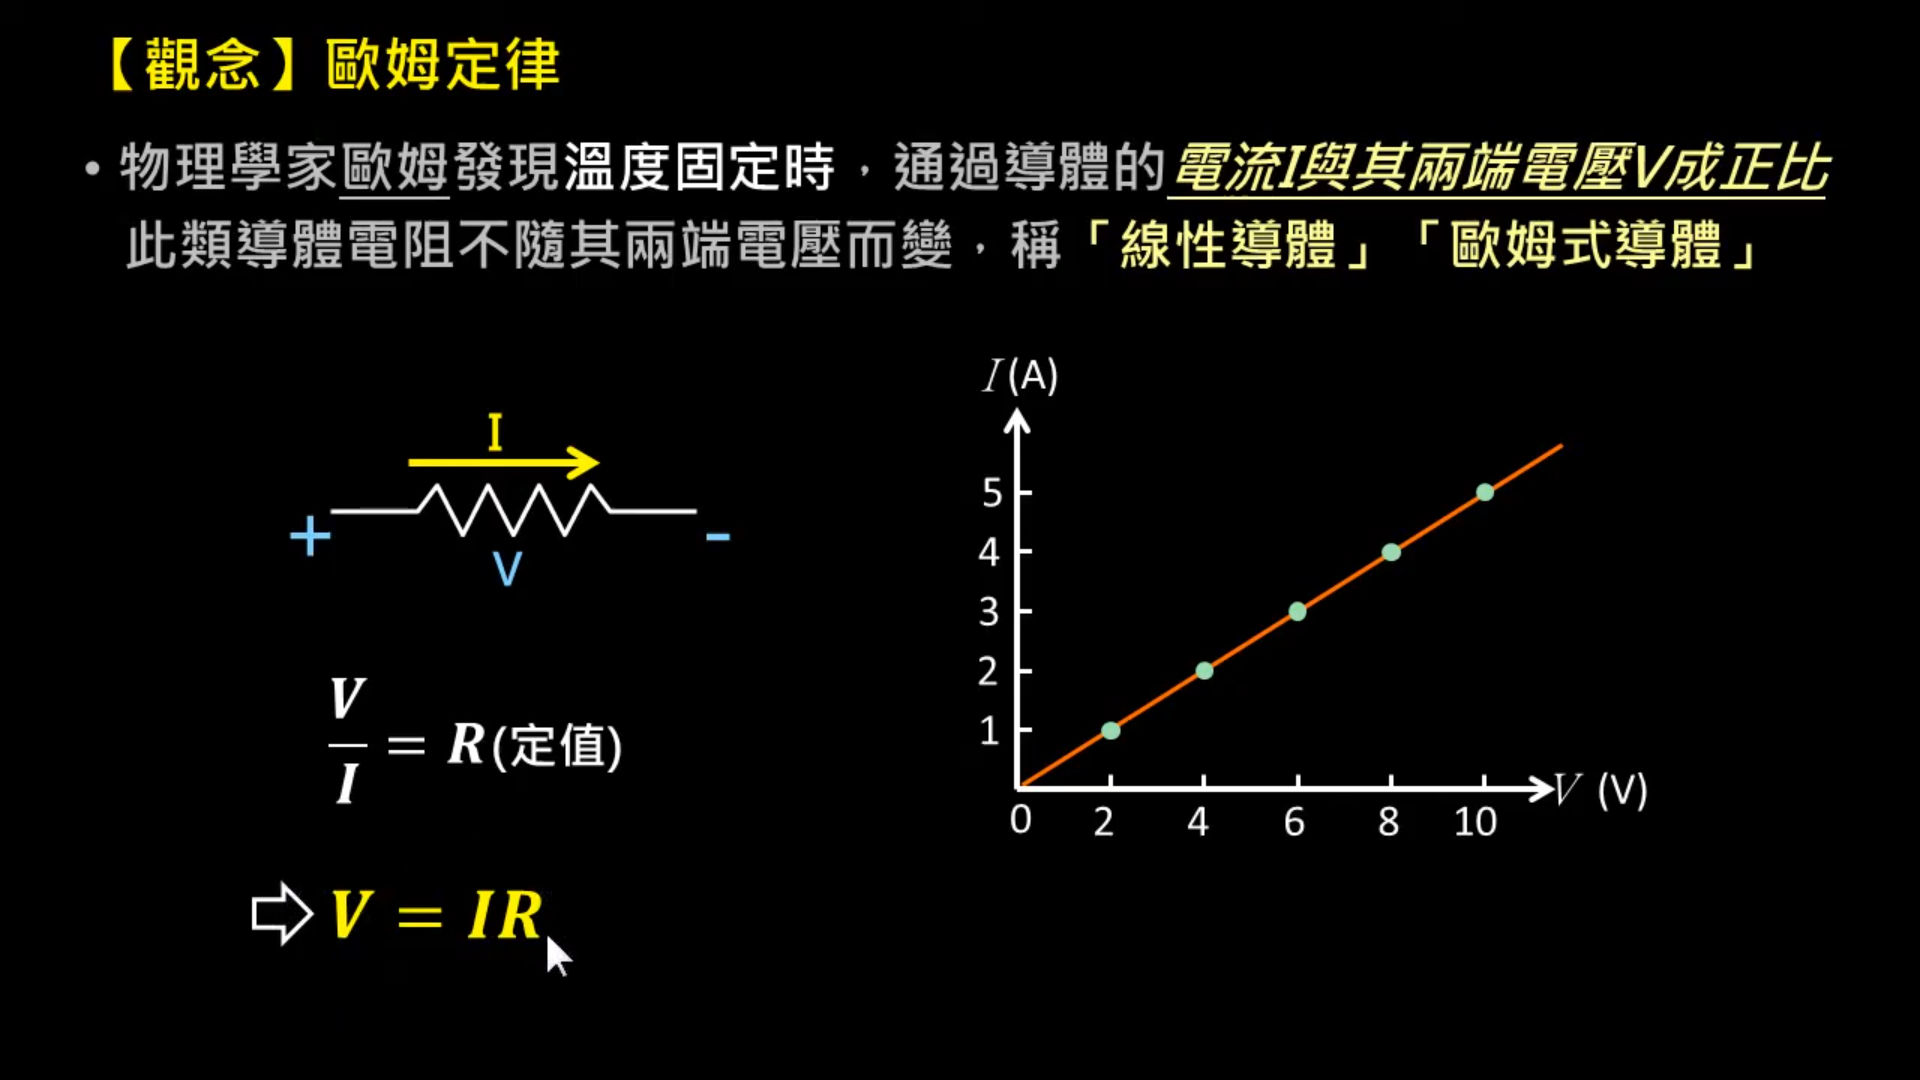 【觀念】歐姆定律
• 物理學家歐姆發現溫度固定時，通過導體的電流I與其兩端電壓V成正比
此類導體電阻不隨其兩端電壓而變，稱「線性導體」「歐姆式導體」
I
+ -
V
V/I = R(定值)
⇨ V = IR
I (A)
5
4
3
2
1
0 2 4 6 8 10
V (V)